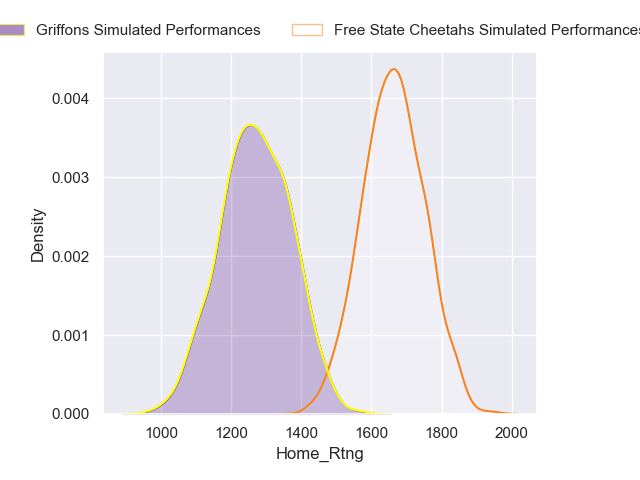 Griffons Simulated Performances
Free State Cheetahs Simulated Performances
0.004
0.003
0.002
0.001
0.000
Density
1000 1200 1400 1600 1800 2000
Home_Rtng